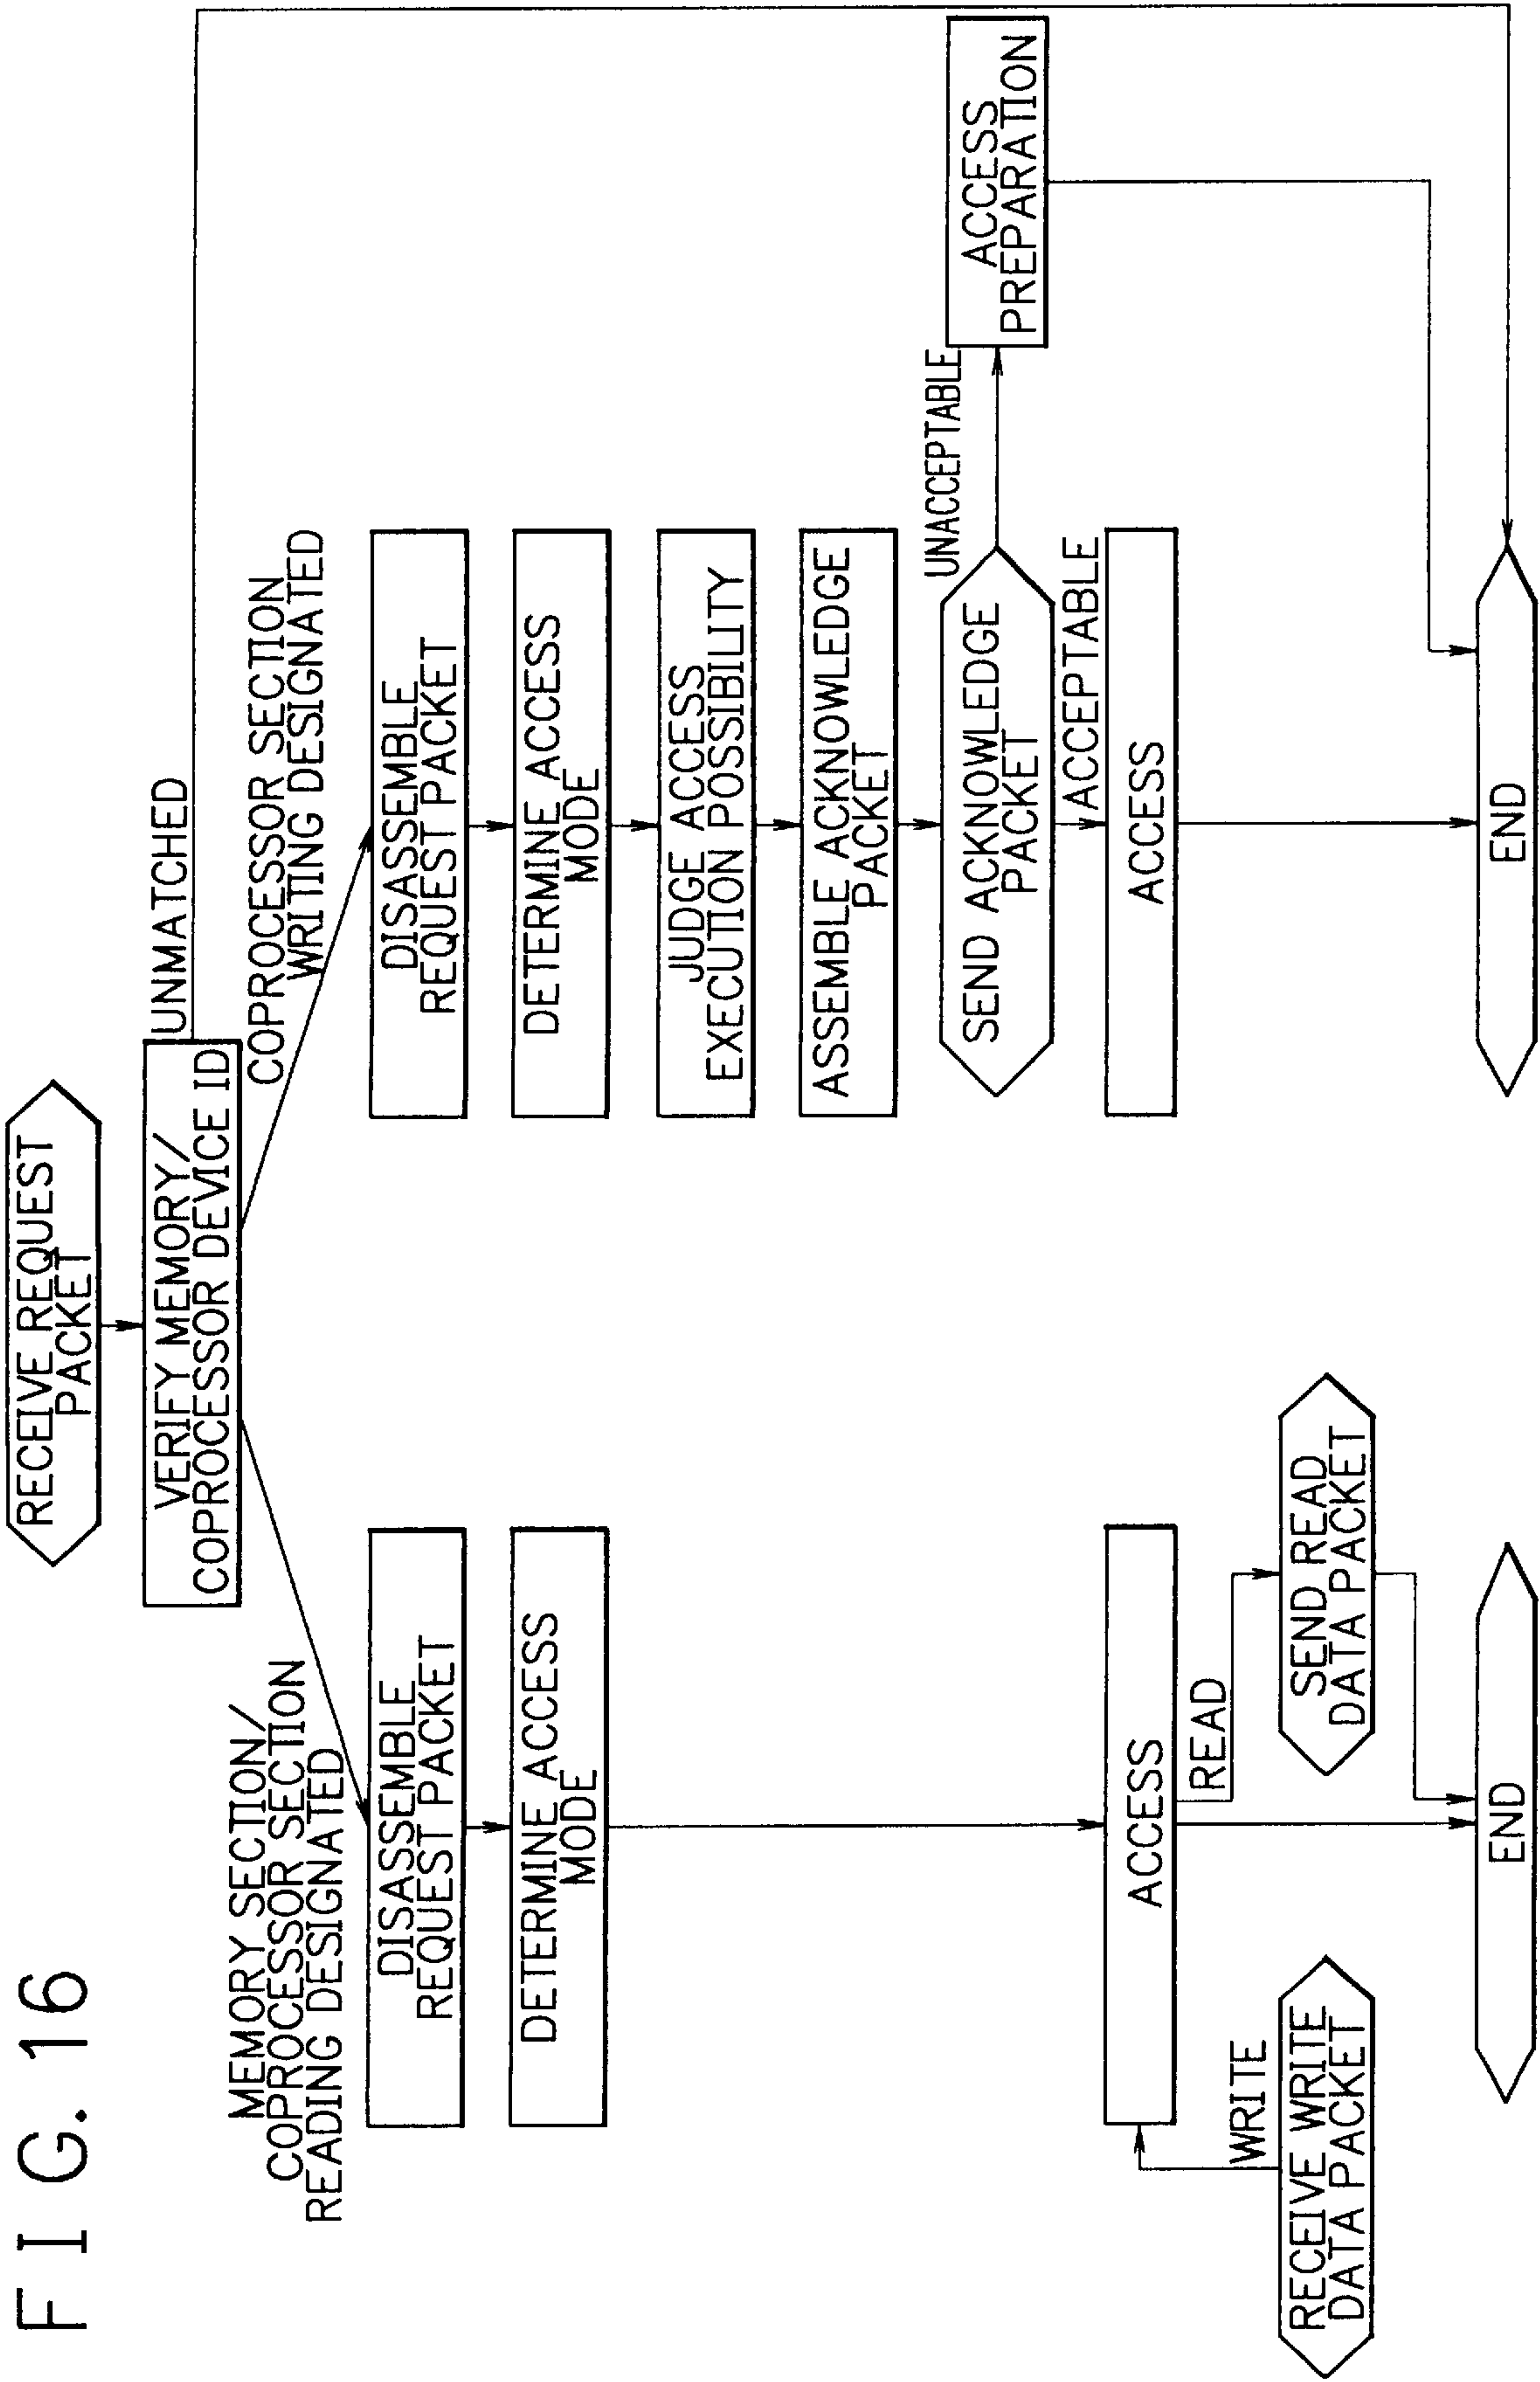 FIG. 16
RECEIVE REQUEST
PACKET
VERIFY MEMORY/
COPROCESSOR DEVICE ID
UNMATCHED
MEMORY SECTION/
COPROCESSOR SECTION
READING DESIGNATED
COPROCESSOR SECTION
WRITING DESIGNATED
DISASSEMBLE
REQUEST PACKET
DETERMINE ACCESS
MODE
ACCESS
WRITE
RECEIVE WRITE
DATA PACKET
READ
SEND READ
DATA PACKET
END
DISASSEMBLE
REQUEST PACKET
DETERMINE ACCESS
MODE
JUDGE ACCESS
EXECUTION POSSIBILITY
ASSEMBLE ACKNOWLEDGE
PACKET
SEND ACKNOWLEDGE
PACKET
UNACCEPTABLE
ACCESS
PREPARATION
ACCEPTABLE
ACCESS
END